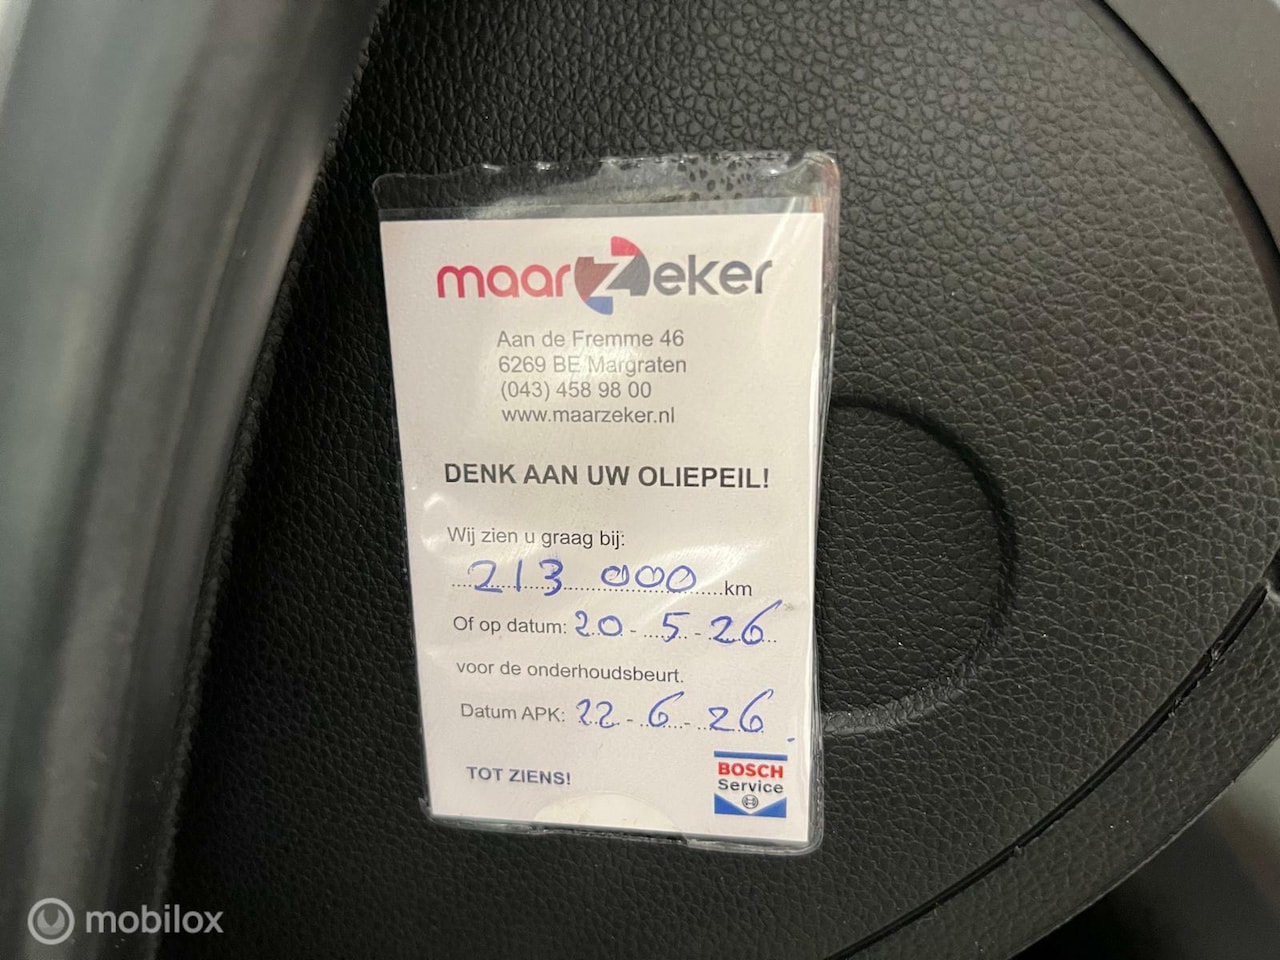 maarzeker
Aan de Fremme 46
6269 BE Margraten
(043) 458 98 00
www.maarzeker.nl
DENK AAN UW OLIEPEIL!
Wij zien u graag bij:
213 000 km
Of op datum: 20 - 5 - 26
voor de onderhoudsbeurt.
Datum APK: 22 - 6 - 26
TOT ZIENS!
BOSCH
Service
mobilox